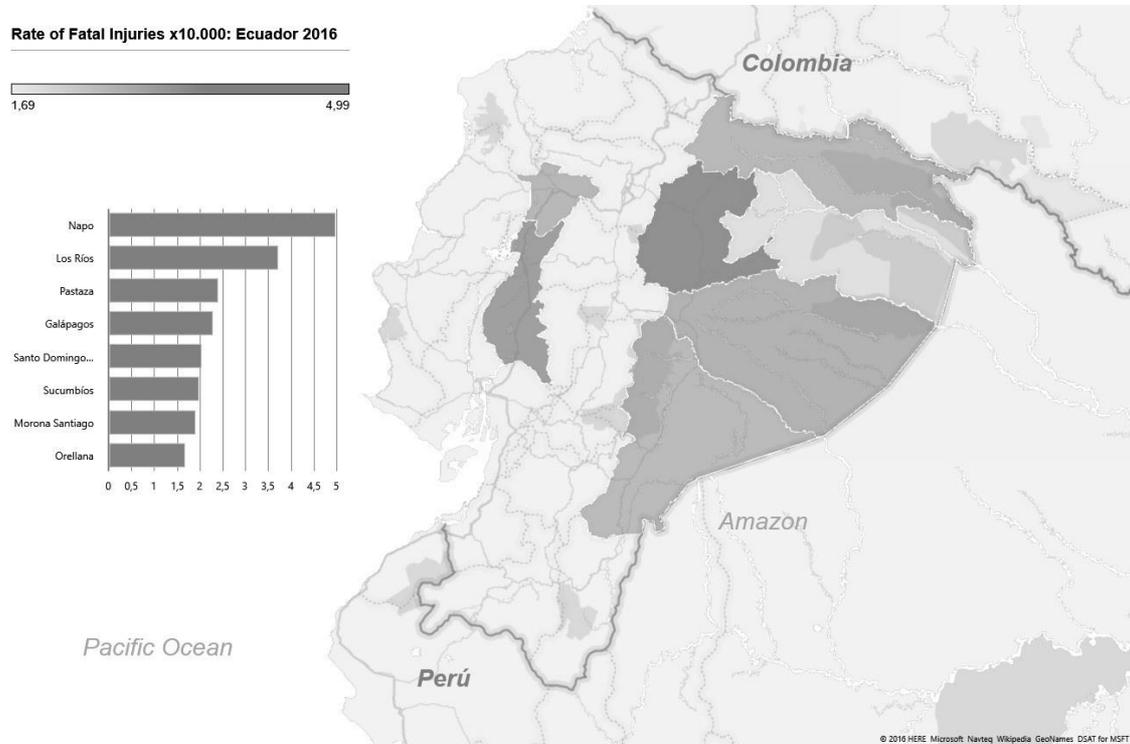 Rate of Fatal Injuries x10.000: Ecuador 2016
1,69 4,99
Colombia
Napo
Los Ríos
Pastaza
Galápagos
Santo Domingo...
Sucumbíos
Morona Santiago
Orellana
0 0,5 1 1,5 2 2,5 3 3,5 4 4,5 5
Amazon
Pacific Ocean
Perú
© 2016 HERE Microsoft Navteq Wikipedia GeoNames DSAT for MSFT